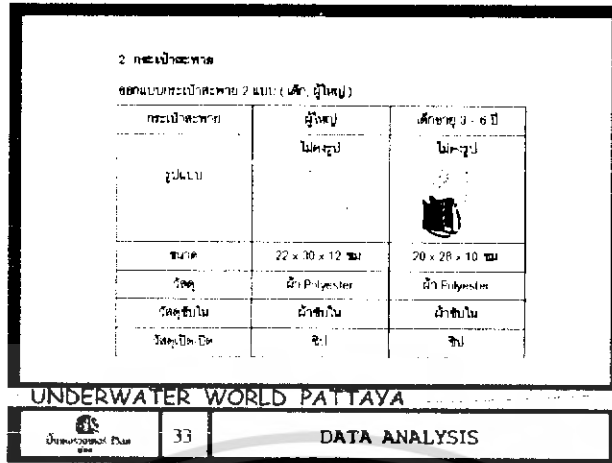 2 กระเป๋าสะพาย
ออกแบบกระเป๋าสะพาย 2 แบบ ( เด็ก, ผู้ใหญ่ )
กระเป๋าสะพาย ผู้ใหญ่ เด็กอายุ 3 - 6 ปี
รูปแบบ ไม่คงรูป ไม่คงรูป
ขนาด 22 x 30 x 12 ซม 20 x 28 x 10 ซม
วัสดุ ผ้า Polyester ผ้า Polyester
วัสดุซับใน ผ้าซับใน ผ้าซับใน
วัสดุเปิด-ปิด ซิป ซิป
UNDERWATER WORLD PATTAYA
33 DATA ANALYSIS